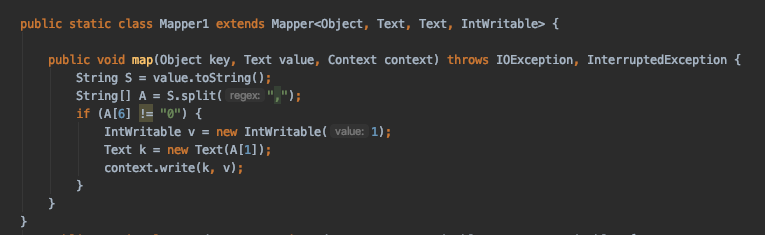 public static class Mapper1 extends Mapper<Object, Text, Text, IntWritable> {
public void map(Object key, Text value, Context context) throws IOException, InterruptedException {
String S = value.toString();
String[] A = S.split( regex: ",");
if (A[6] != "0") {
IntWritable v = new IntWritable( value: 1);
Text k = new Text(A[1]);
context.write(k, v);
}
}
}